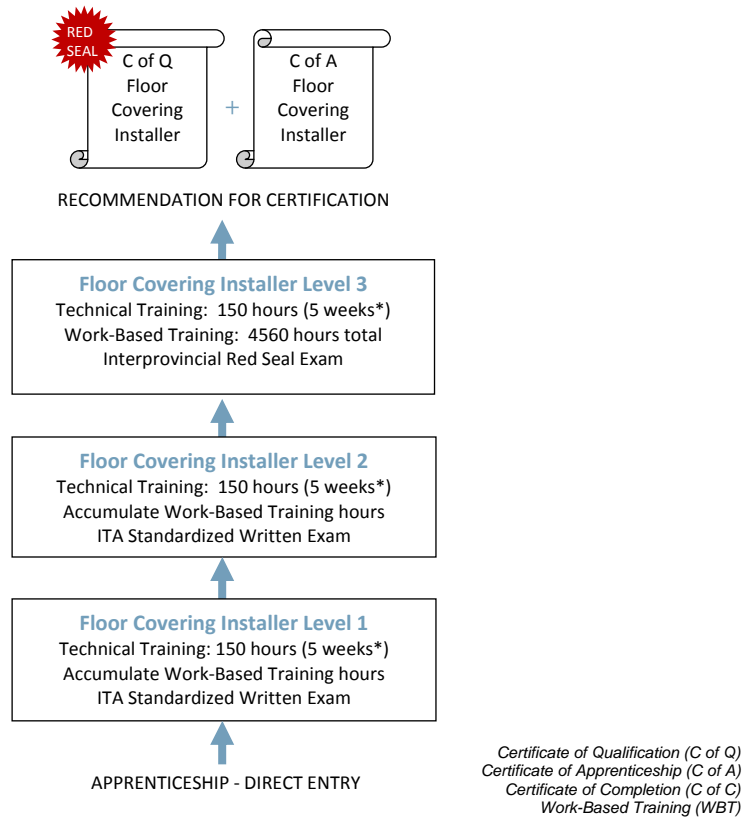 RED
SEAL
C of Q
Floor
Covering
Installer
+
C of A
Floor
Covering
Installer
RECOMMENDATION FOR CERTIFICATION
Floor Covering Installer Level 3
Technical Training:  150 hours (5 weeks*)
Work-Based Training:  4560 hours total
Interprovincial Red Seal Exam
Floor Covering Installer Level 2
Technical Training:  150 hours (5 weeks*)
Accumulate Work-Based Training hours
ITA Standardized Written Exam
Floor Covering Installer Level 1
Technical Training: 150 hours (5 weeks*)
Accumulate Work-Based Training hours
ITA Standardized Written Exam
APPRENTICESHIP - DIRECT ENTRY
Certificate of Qualification (C of Q)
Certificate of Apprenticeship (C of A)
Certificate of Completion (C of C)
Work-Based Training (WBT)